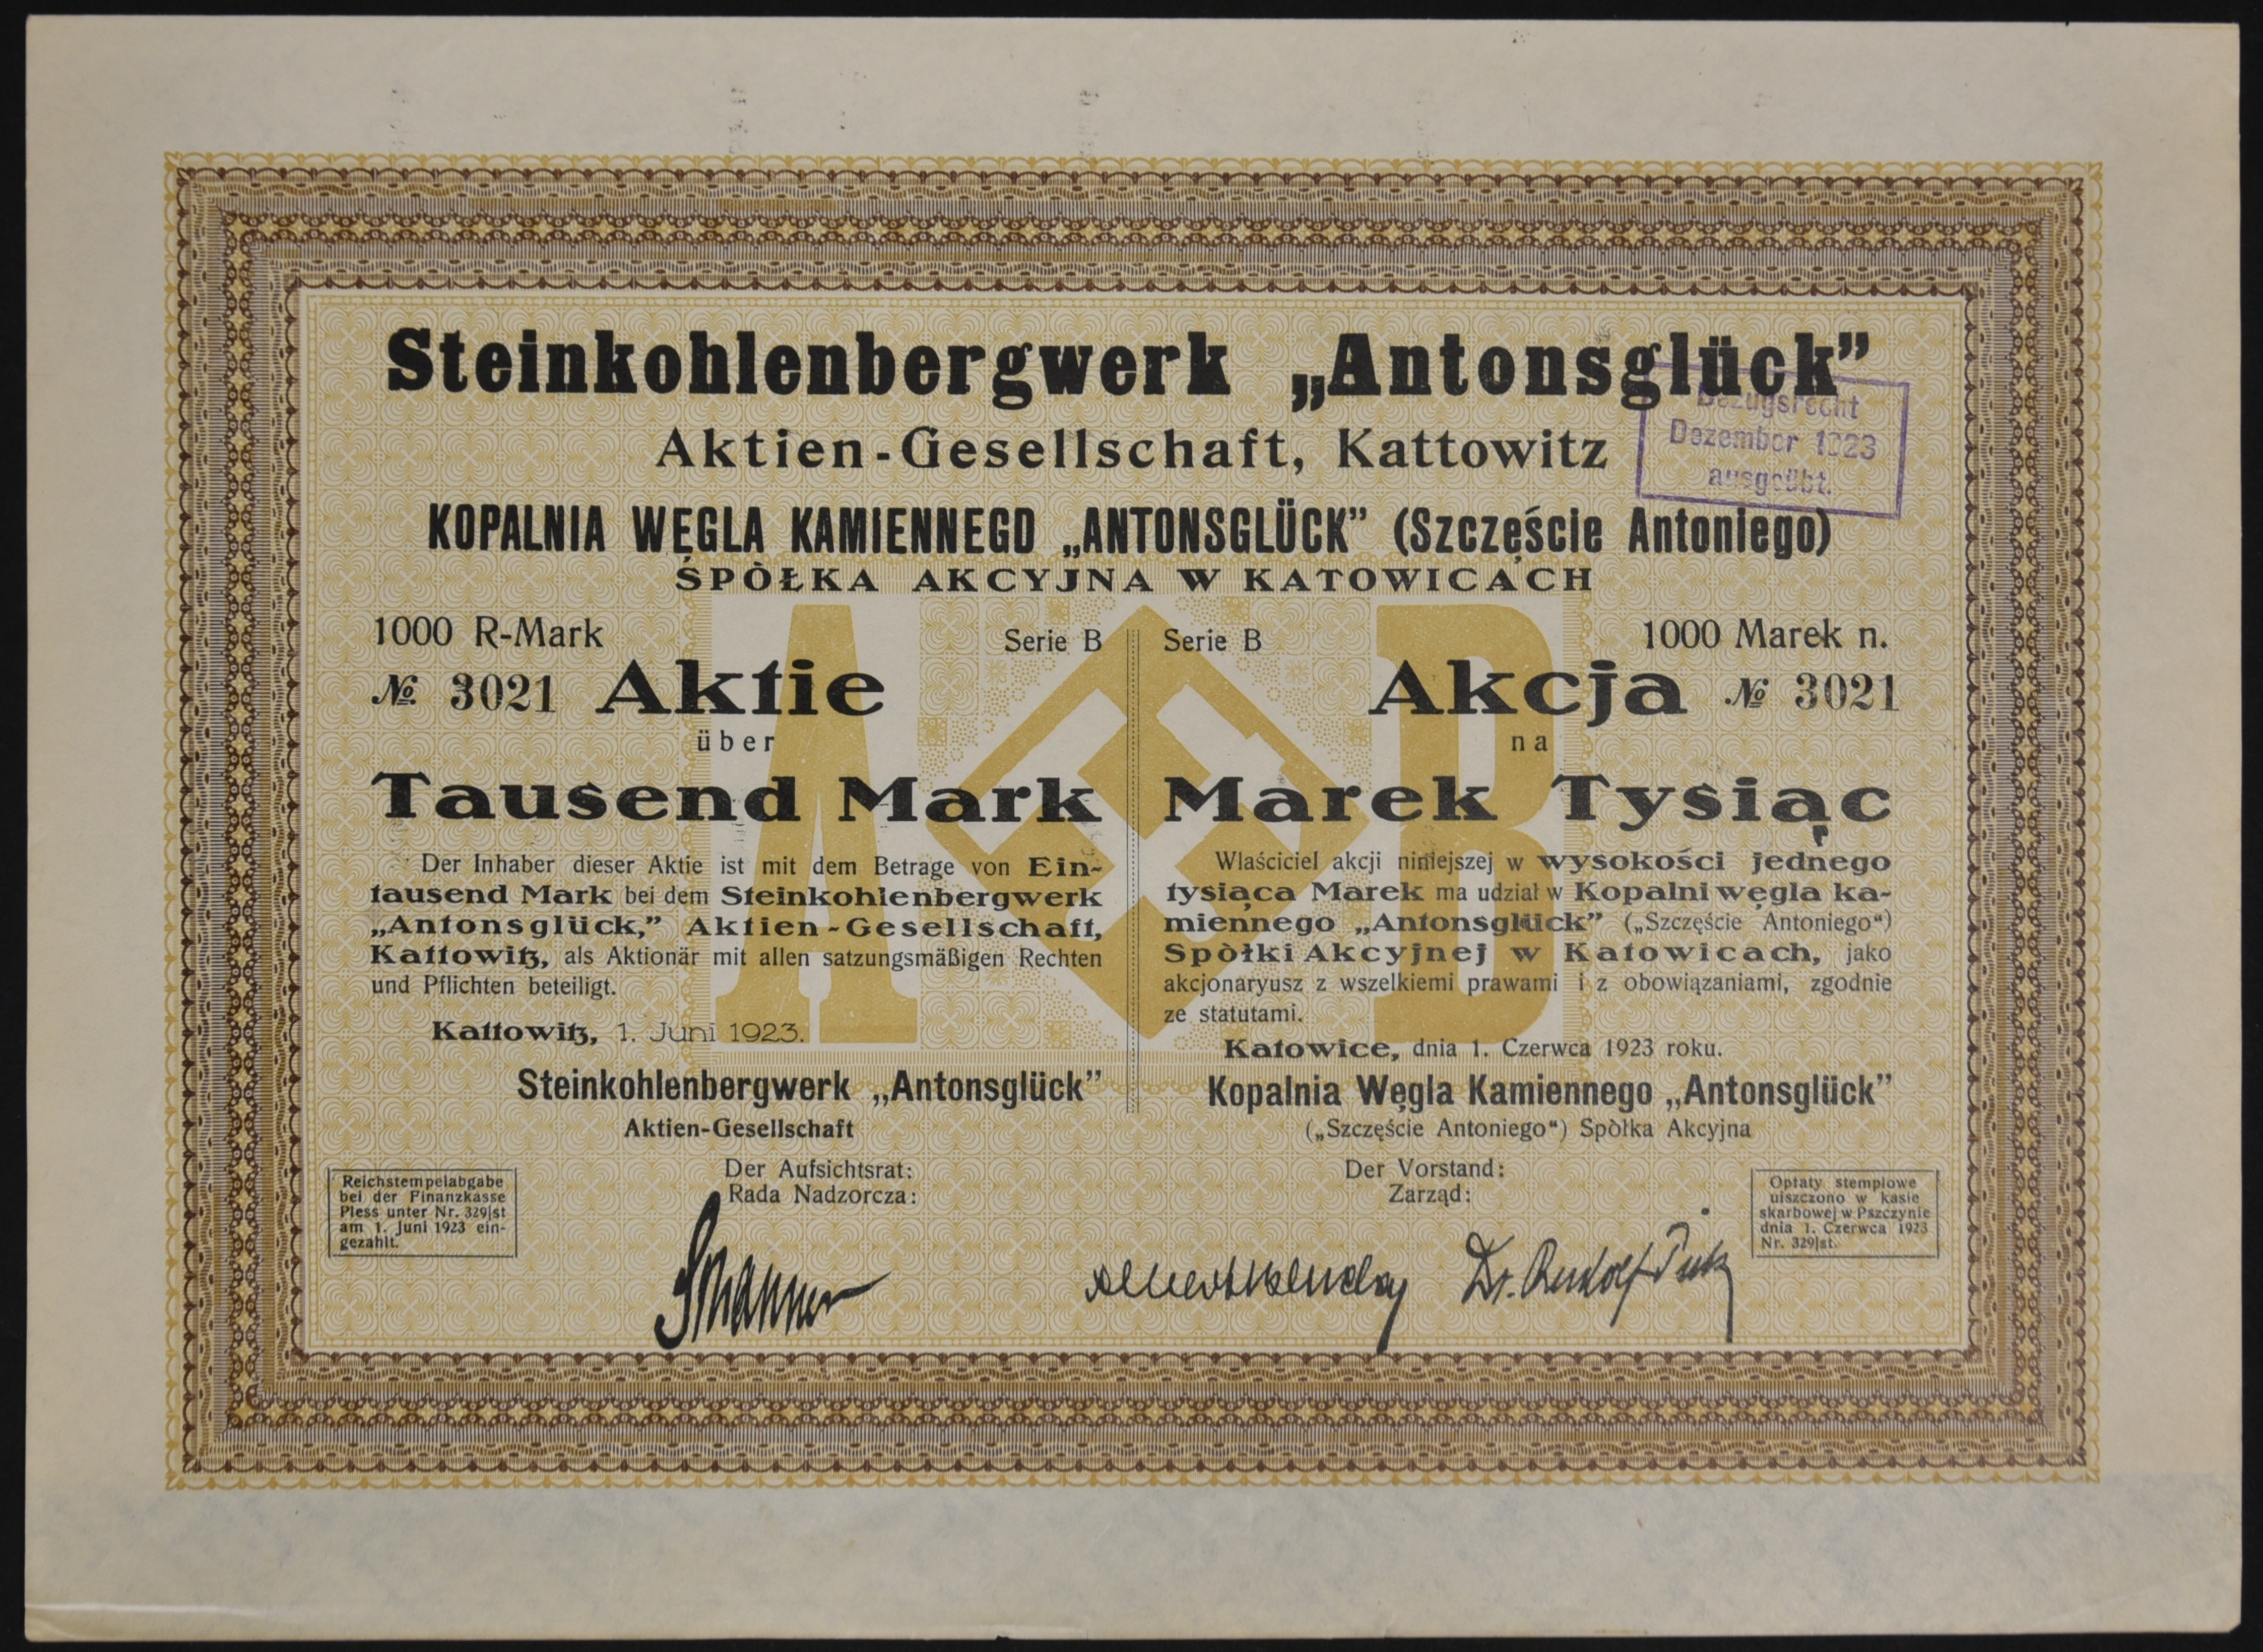 Steinkohlenbergwerk „Antonsglück”
Aktien-Gesellschaft, Kattowitz
Bezugsrecht
Dezember 1923
ausgeübt.
KOPALNIA WĘGLA KAMIENNEGO „ANTONSGLÜCK” (Szczęście Antoniego)
SPÒŁKA AKCYJNA W KATOWICACH
1000 R-Mark Serie B
№ 3021 Aktie
über
Tausend Mark
Der Inhaber dieser Aktie ist mit dem Betrage von Ein-
tausend Mark bei dem Steinkohlenbergwerk
„Antonsglück,” Aktien-Gesellschaft,
Kattowitz, als Aktionär mit allen satzungsmäßigen Rechten
und Pflichten beteiligt.
Kattowitz, 1. Juni 1923.
Steinkohlenbergwerk „Antonsglück”
Aktien-Gesellschaft
Serie B 1000 Marek n.
Akcja № 3021
na
Marek Tysiąc
Wlaściciel akcji niniejszej w wysokości jednego
tysiąca Marek ma udział w Kopalni węgla ka-
miennego „Antonsglück” („Szczęście Antoniego“)
Spòłki Akcyjnej w Katowicach, jako
akcjonaryusz z wszelkiemi prawami i z obowiązaniami, zgodnie
ze statutami.
Katowice, dnia 1. Czerwca 1923 roku.
Kopalnia Węgla Kamiennego „Antonsglück”
(„Szczęście Antoniego“) Spòłka Akcyjna
Der Aufsichtsrat:
Rada Nadzorcza:
Der Vorstand:
Zarząd:
Reichstempelabgabe
bei der Finanzkasse
Pless unter Nr. 329|st
am 1. Juni 1923 ein-
gezahlt.
Dr. Rudolf
Opłaty stemplowe
uiszczono w kasie
skarbowej w Pszczynie
dnia 1. Czerwca 1923
Nr. 329|st.
A B